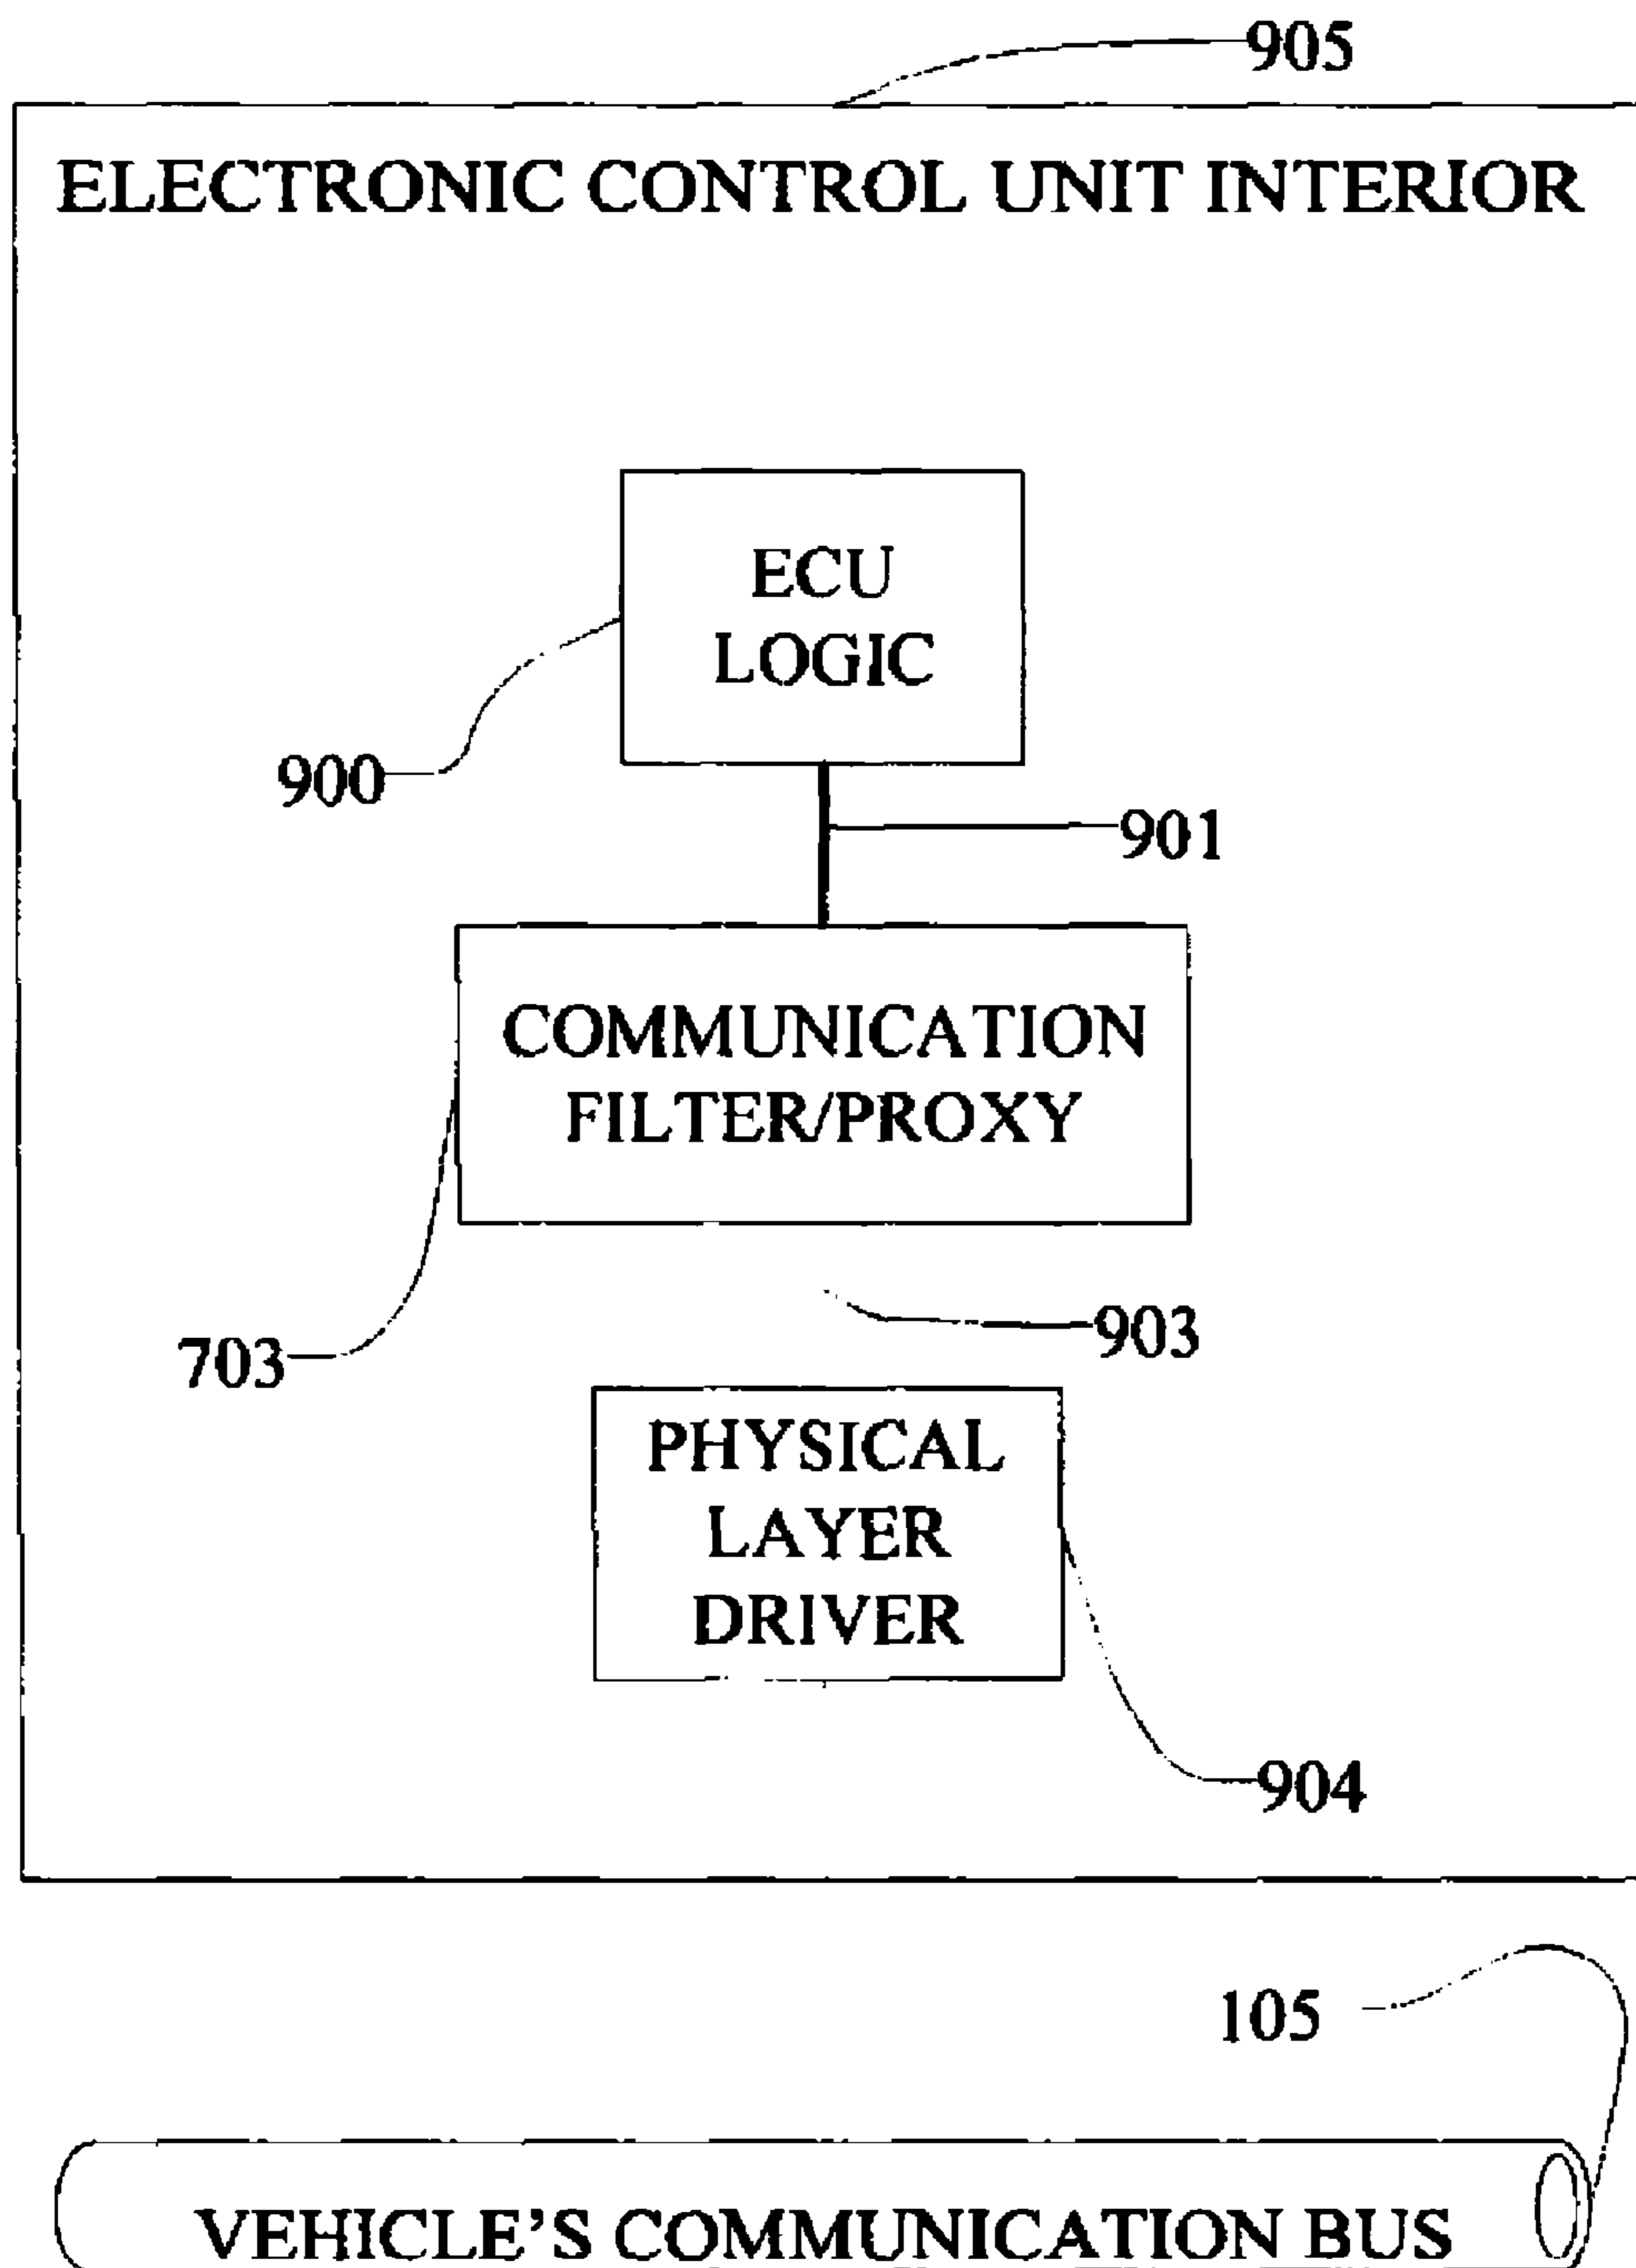 905
ELECTRONIC CONTROL UNIT INTERIOR
ECU
LOGIC
900
901
COMMUNICATION
FILTER/PROXY
903
703
PHYSICAL
LAYER
DRIVER
904
105
VEHICLE'S COMMUNICATION BUS